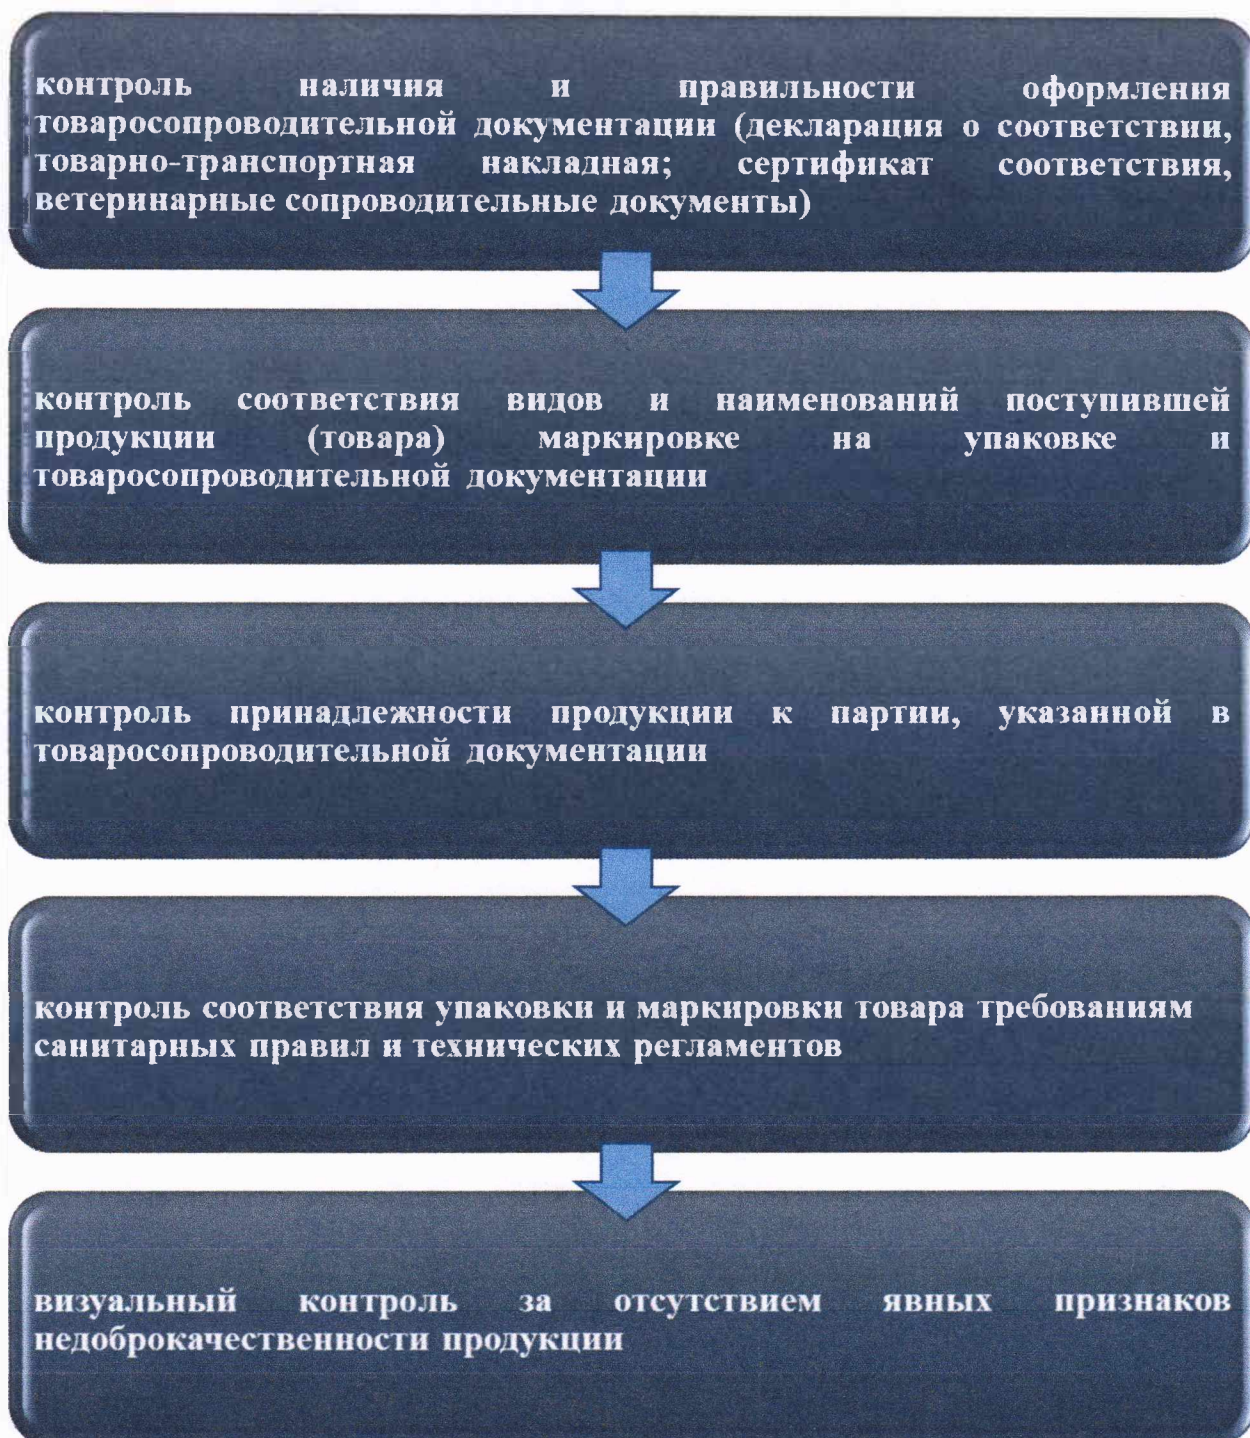 контроль наличия и правильности оформления
товаросопроводительной документации (декларация о соответствии,
товарно-транспортная накладная; сертификат соответствия,
ветеринарные сопроводительные документы)
контроль соответствия видов и наименований поступившей
продукции (товара) маркировке на упаковке и
товаросопроводительной документации
контроль принадлежности продукции к партии, указанной в
товаросопроводительной документации
контроль соответствия упаковки и маркировки товара требованиям
санитарных правил и технических регламентов
визуальный контроль за отсутствием явных признаков
недоброкачественности продукции